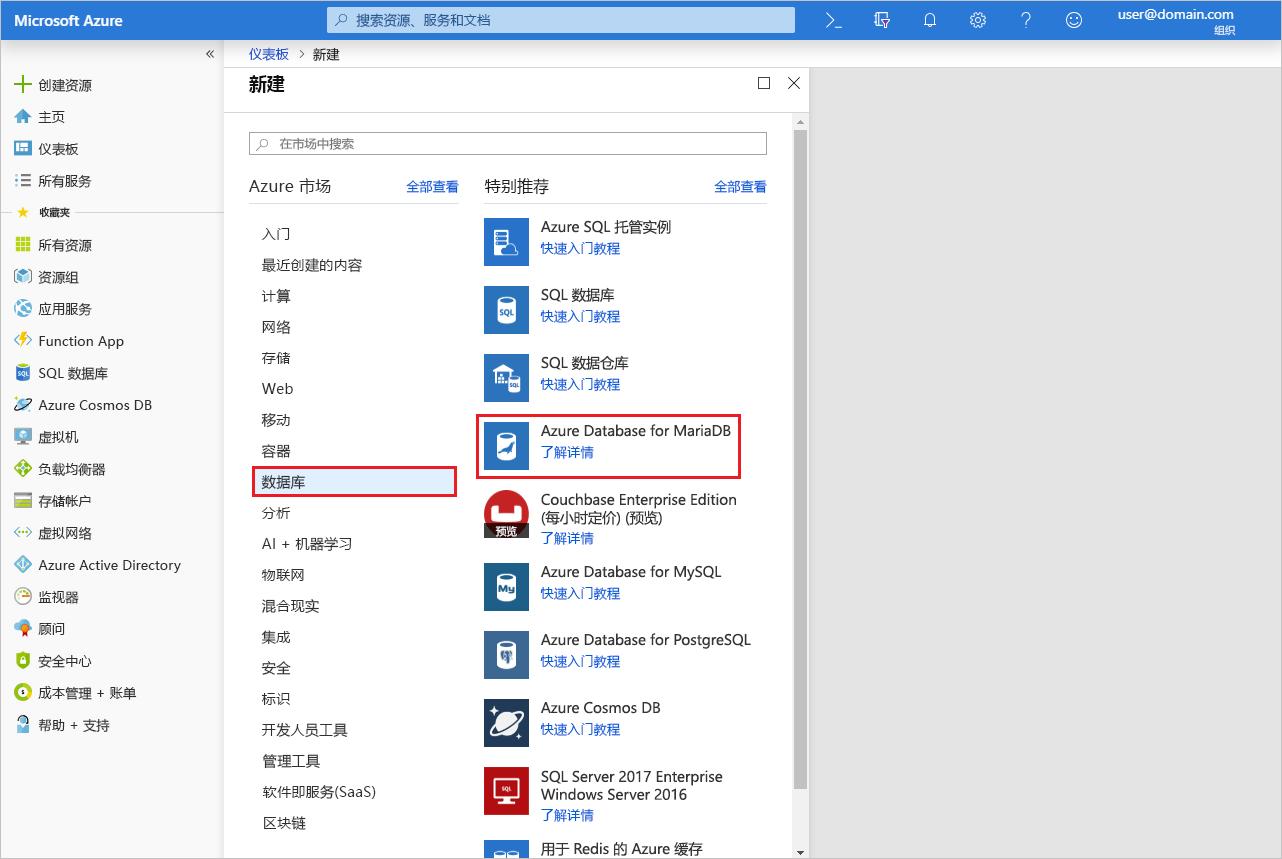 Microsoft Azure
搜索资源、服务和文档
user@domain.com
组织
创建资源
主页
仪表板
所有服务
收藏夹
所有资源
资源组
应用服务
Function App
SQL 数据库
Azure Cosmos DB
虚拟机
负载均衡器
存储帐户
虚拟网络
Azure Active Directory
监视器
顾问
安全中心
成本管理 + 账单
帮助 + 支持
仪表板 > 新建
新建
在市场中搜索
Azure 市场
全部查看
入门
最近创建的内容
计算
网络
存储
Web
移动
容器
数据库
分析
AI + 机器学习
物联网
混合现实
集成
安全
标识
开发人员工具
管理工具
软件即服务(SaaS)
区块链
特别推荐
全部查看
Azure SQL 托管实例
快速入门教程
SQL 数据库
快速入门教程
SQL 数据仓库
快速入门教程
Azure Database for MariaDB
了解详情
预览
Couchbase Enterprise Edition
(每小时定价) (预览)
了解详情
Azure Database for MySQL
快速入门教程
Azure Database for PostgreSQL
快速入门教程
Azure Cosmos DB
快速入门教程
SQL Server 2017 Enterprise
Windows Server 2016
了解详情
用于 Redis 的 Azure 缓存